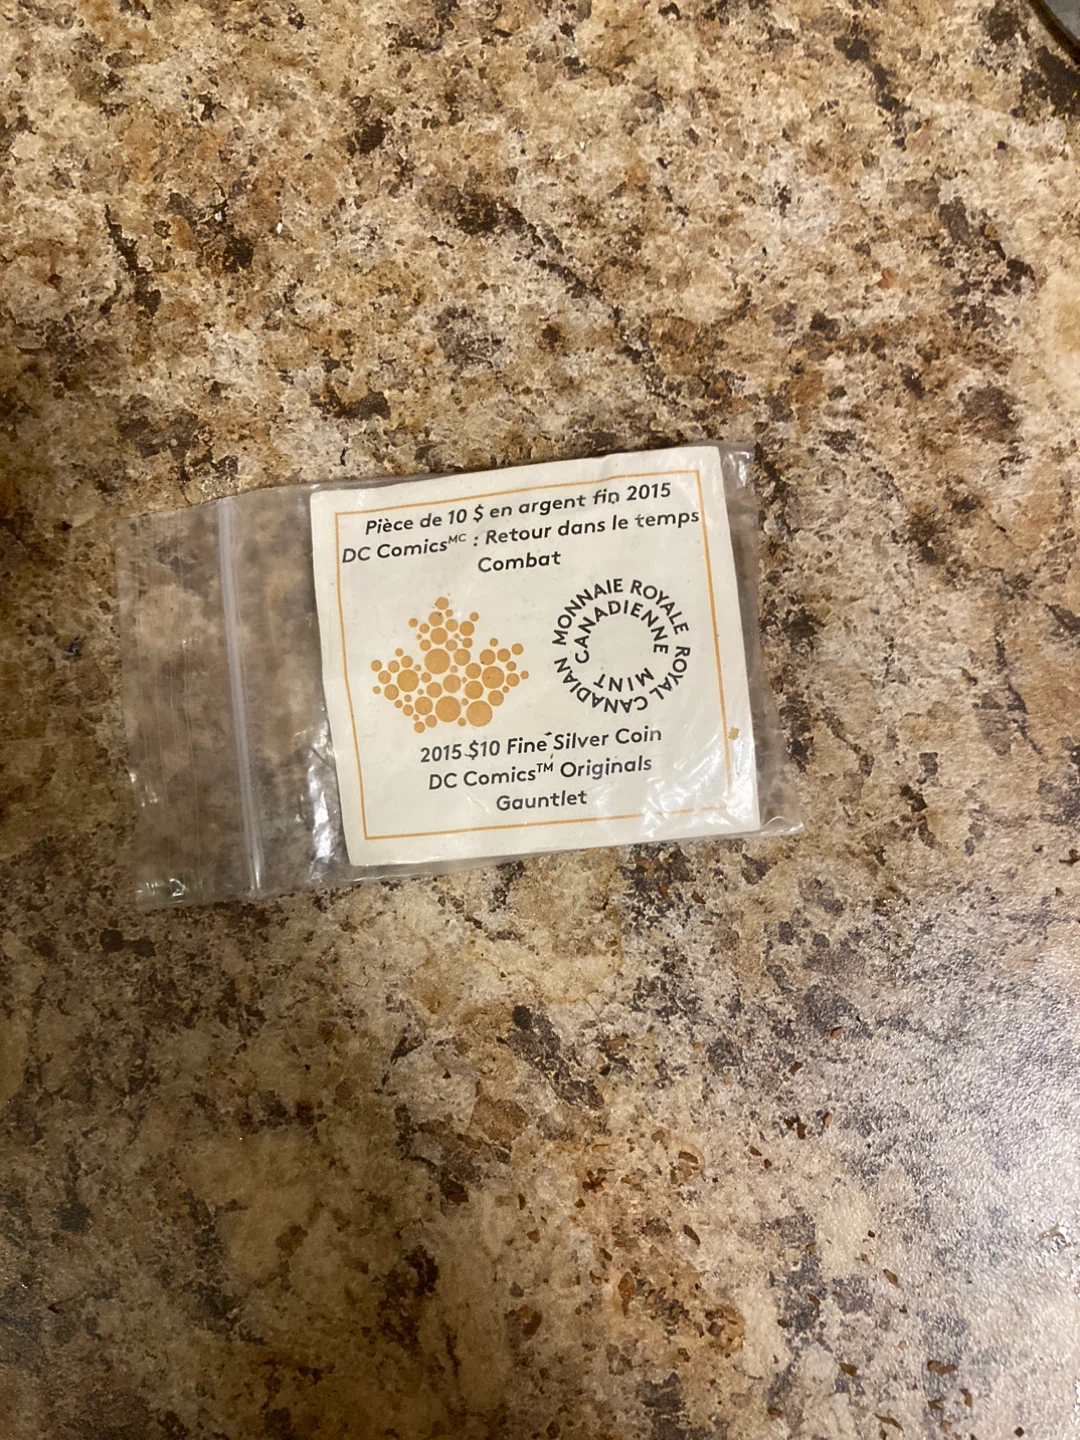 Pièce de 10 $ en argent fin 2015
DC Comicsᴹᶜ : Retour dans le temps
Combat
MONNAIE ROYALE CANADIENNE
ROYAL CANADIAN MINT
2015 $10 Fine Silver Coin
DC Comics™ Originals
Gauntlet